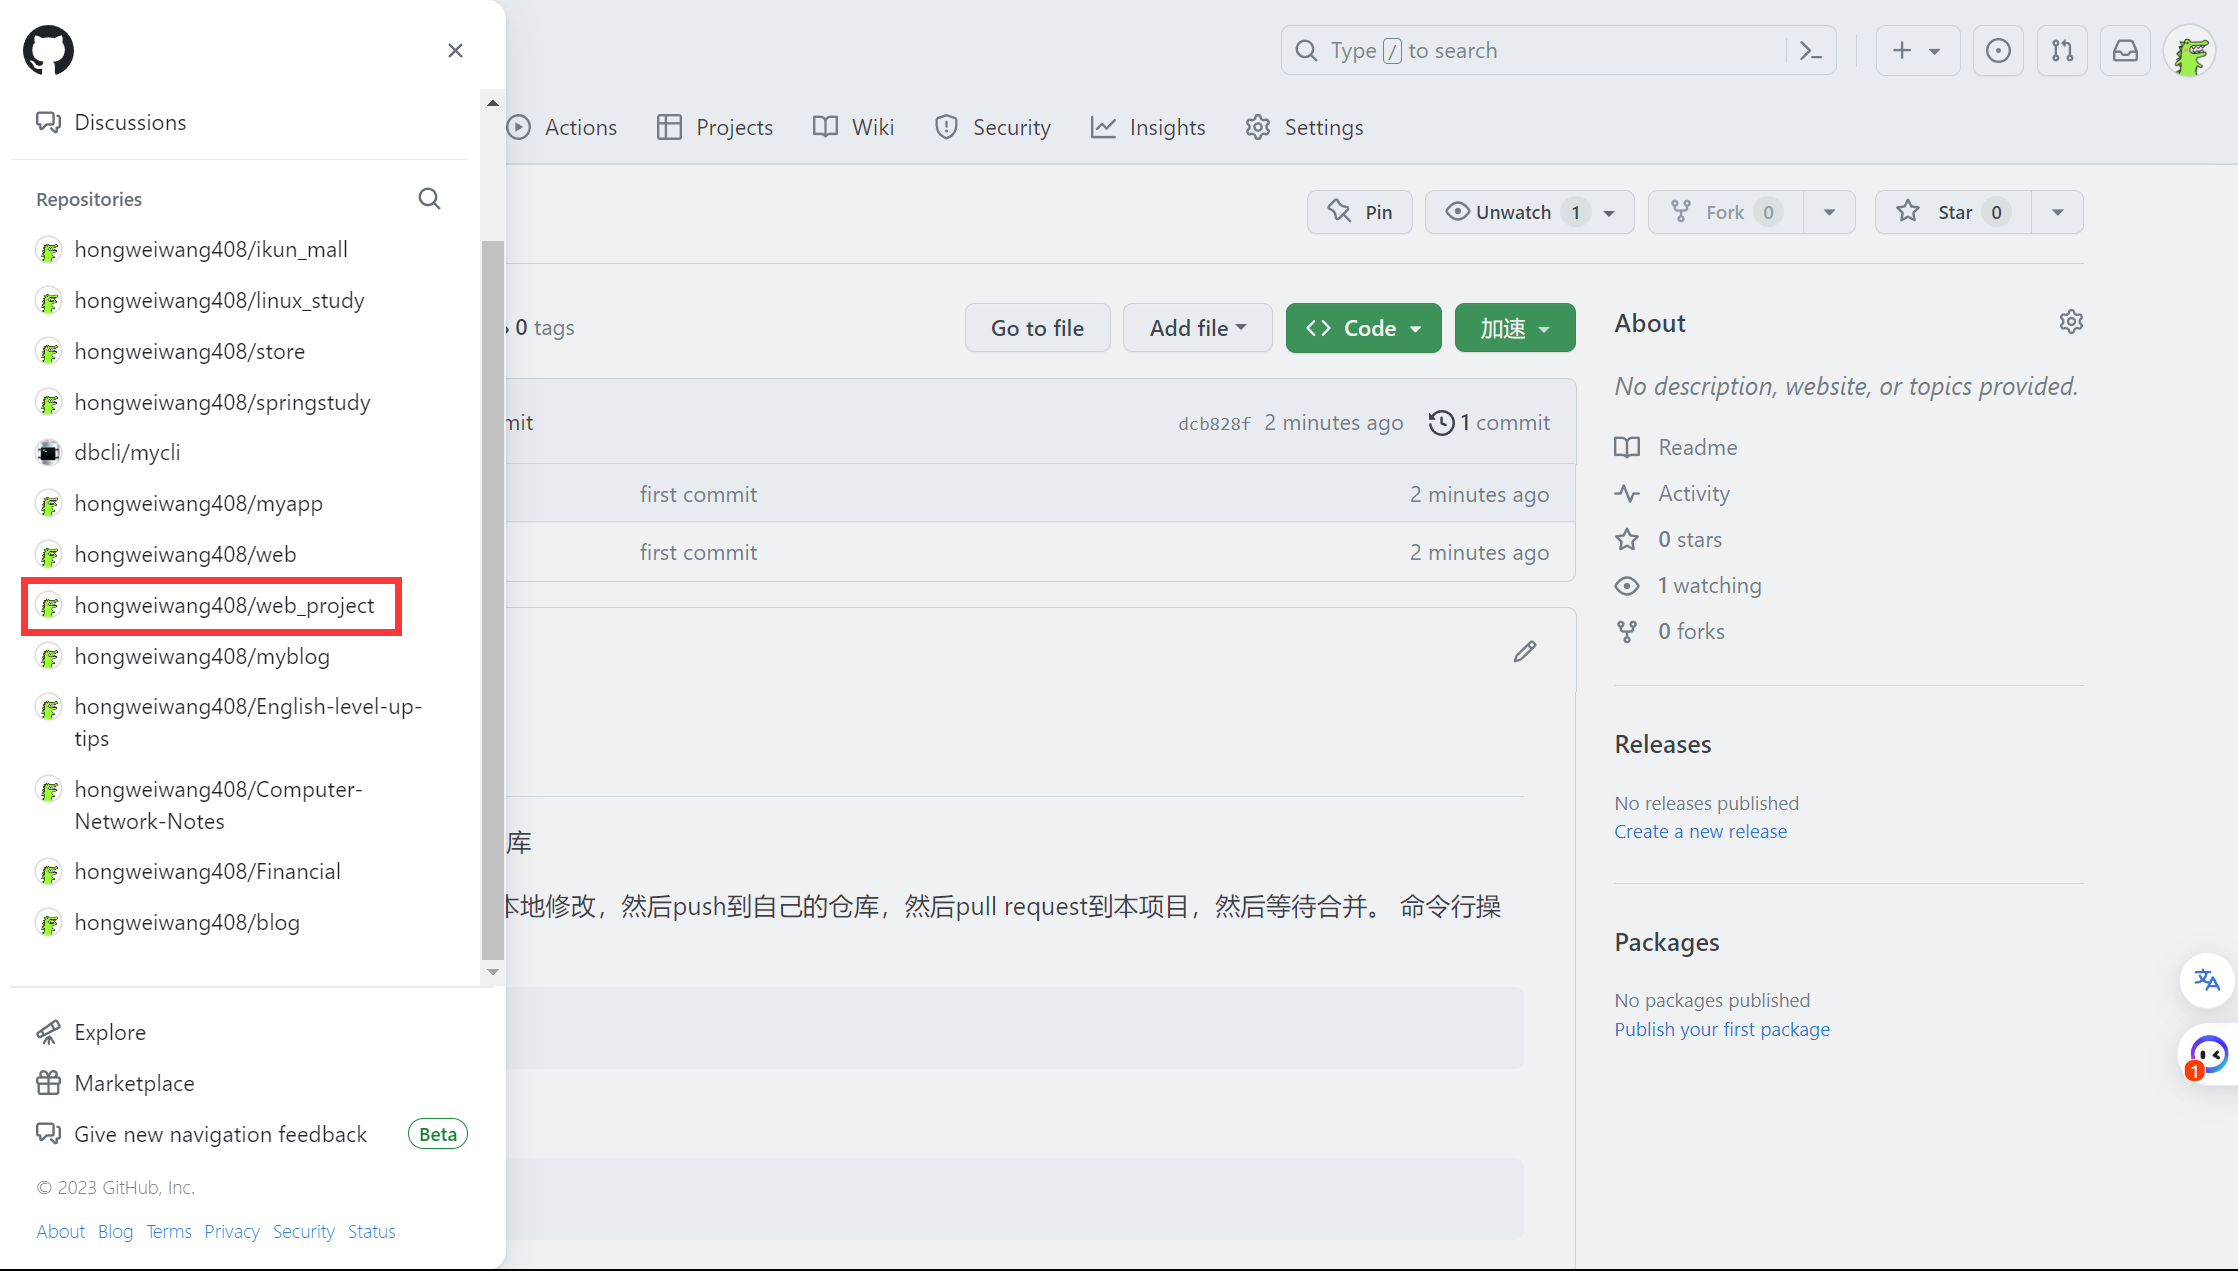 Type / to search
Discussions
Actions
Projects
Wiki
Security
Insights
Settings
Repositories
hongweiwang408/ikun_mall
hongweiwang408/linux_study
hongweiwang408/store
hongweiwang408/springstudy
dbcli/mycli
hongweiwang408/myapp
hongweiwang408/web
hongweiwang408/web_project
hongweiwang408/myblog
hongweiwang408/English-level-up-
tips
hongweiwang408/Computer-
Network-Notes
hongweiwang408/Financial
hongweiwang408/blog
Explore
Marketplace
Give new navigation feedback Beta
© 2023 GitHub, Inc.
About Blog Terms Privacy Security Status
Pin
Unwatch 1
Fork 0
Star 0
0 tags
Go to file
Add file
Code
加速
mit
dcb828f 2 minutes ago 1 commit
first commit 2 minutes ago
first commit 2 minutes ago
库
本地修改，然后push到自己的仓库，然后pull request到本项目，然后等待合并。 命令行操
About
No description, website, or topics provided.
Readme
Activity
0 stars
1 watching
0 forks
Releases
No releases published
Create a new release
Packages
No packages published
Publish your first package
1